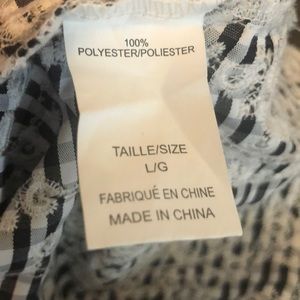 100%
POLYESTER/POLIESTER
TAILLE/SIZE
L/G
FABRIQUÉ EN CHINE
MADE IN CHINA